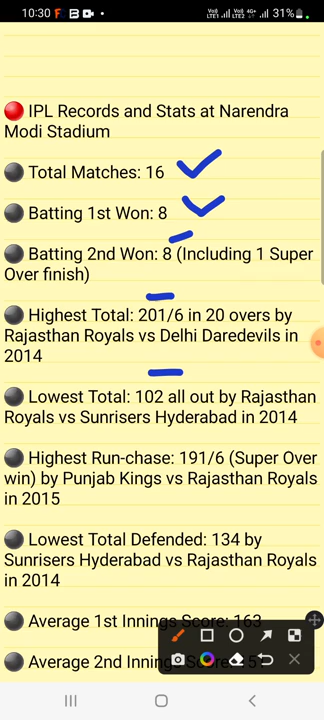 10:30
31%
IPL Records and Stats at Narendra
Modi Stadium
Total Matches: 16
Batting 1st Won: 8
Batting 2nd Won: 8 (Including 1 Super
Over finish)
Highest Total: 201/6 in 20 overs by
Rajasthan Royals vs Delhi Daredevils in
2014
Lowest Total: 102 all out by Rajasthan
Royals vs Sunrisers Hyderabad in 2014
Highest Run-chase: 191/6 (Super Over
win) by Punjab Kings vs Rajasthan Royals
in 2015
Lowest Total Defended: 134 by
Sunrisers Hyderabad vs Rajasthan Royals
in 2014
Average 1st Innings Score: 163
Average 2nd